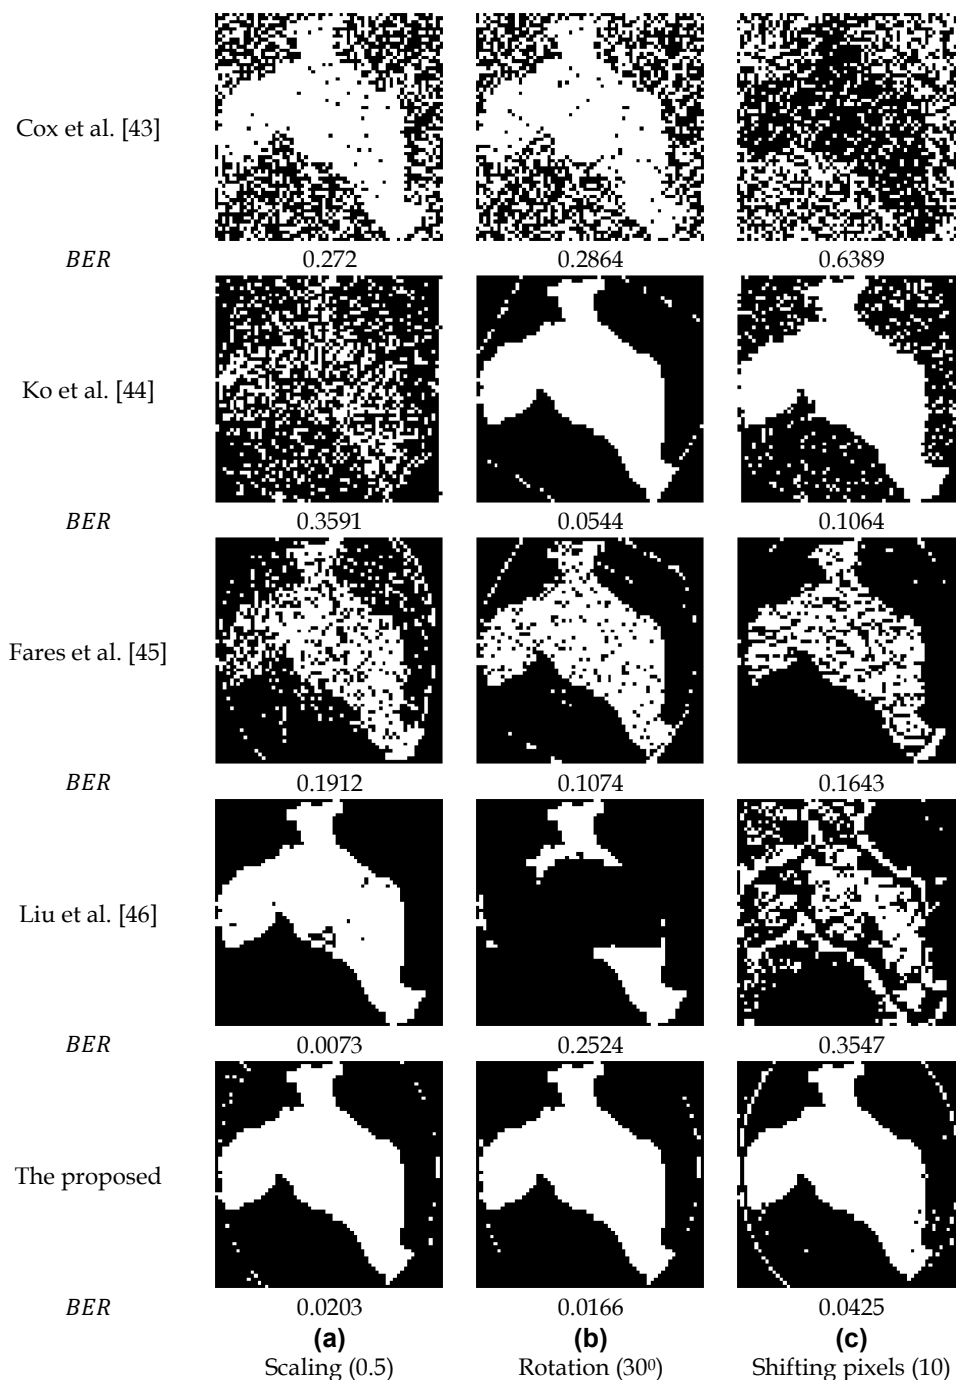 Cox et al. [43]
BER 0.272 0.2864 0.6389
Ko et al. [44]
BER 0.3591 0.0544 0.1064
Fares et al. [45]
BER 0.1912 0.1074 0.1643
Liu et al. [46]
BER 0.0073 0.2524 0.3547
The proposed
BER 0.0203 0.0166 0.0425
(a) (b) (c)
Scaling (0.5) Rotation (30⁰) Shifting pixels (10)